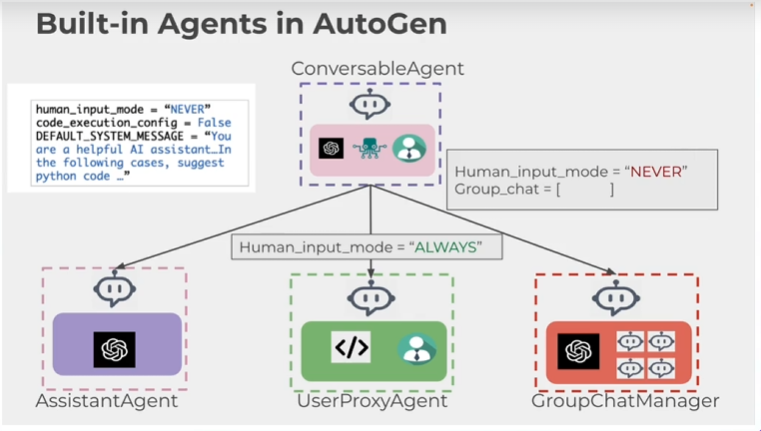 Built-in Agents in AutoGen
ConversableAgent
human_input_mode = “NEVER”
code_execution_config = False
DEFAULT_SYSTEM_MESSAGE = “You
are a helpful AI assistant…In
the following cases, suggest
python code …”
Human_input_mode = “NEVER”
Group_chat = [ ]
Human_input_mode = “ALWAYS”
</>
AssistantAgent
UserProxyAgent
GroupChatManager